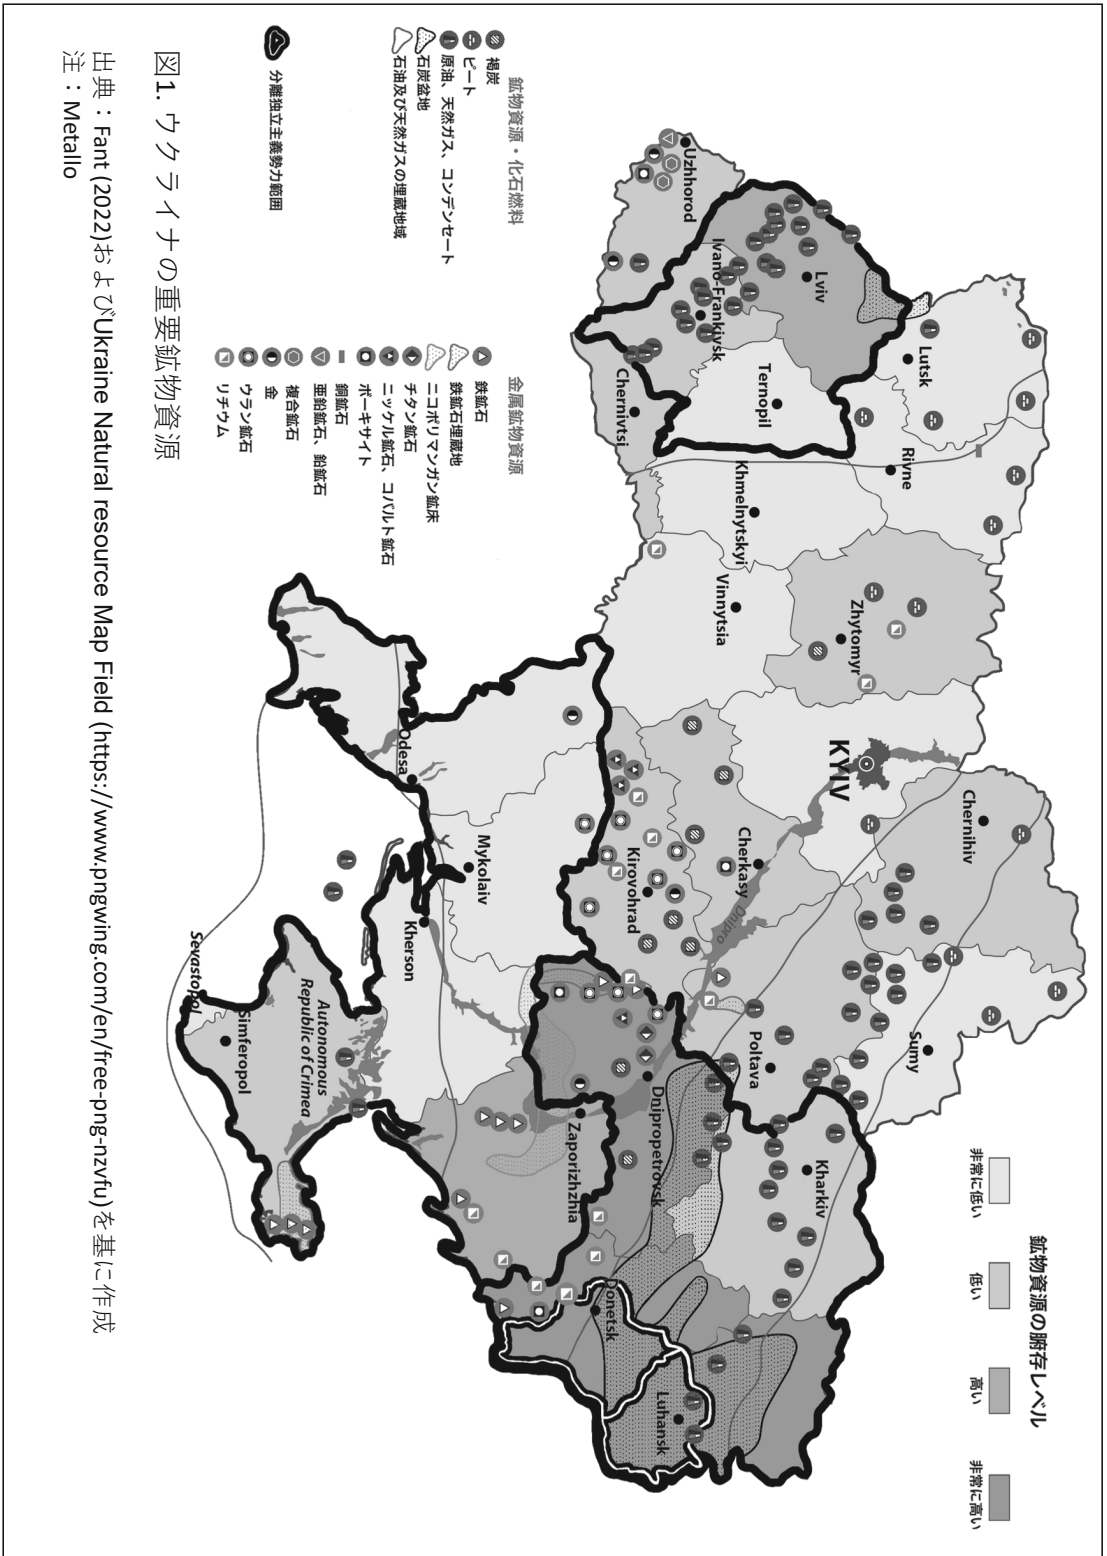 鉱物資源の腑存レベル
非常に低い
低い
高い
非常に高い
Chernihiv
Sumy
Lutsk
Rivne
Zhytomyr
KYIV
Lviv
Ternopil
Khmelnytskyi
Vinnytsia
Cherkasy
Dnipro
Poltava
Kharkiv
Uzhhorod
Ivano-Frankivsk
Chernivtsi
Kirovohrad
Dnipropetrovsk
Luhansk
Donetsk
Zaporizhzhia
Mykolaiv
Odesa
Kherson
Autonomous
Republic of Crimea
Simferopol
Sevastopol
鉱物資源・化石燃料
褐炭
ピート
原油、天然ガス、コンデンセート
石炭盆地
石油及び天然ガスの埋蔵地域
分離独立主義勢力範囲
金属鉱物資源
鉄鉱石
鉄鉱石埋蔵地
ニコポリマンガン鉱床
チタン鉱石
ニッケル鉱石、コバルト鉱石
ボーキサイト
銅鉱石
亜鉛鉱石、鉛鉱石
複合鉱石
金
ウラン鉱石
リチウム
図1. ウクライナの重要鉱物資源
出典：Fant (2022)およびUkraine Natural resource Map Field (https://www.pngwing.com/en/free-png-nzvfu)を基に作成
注：Metallo